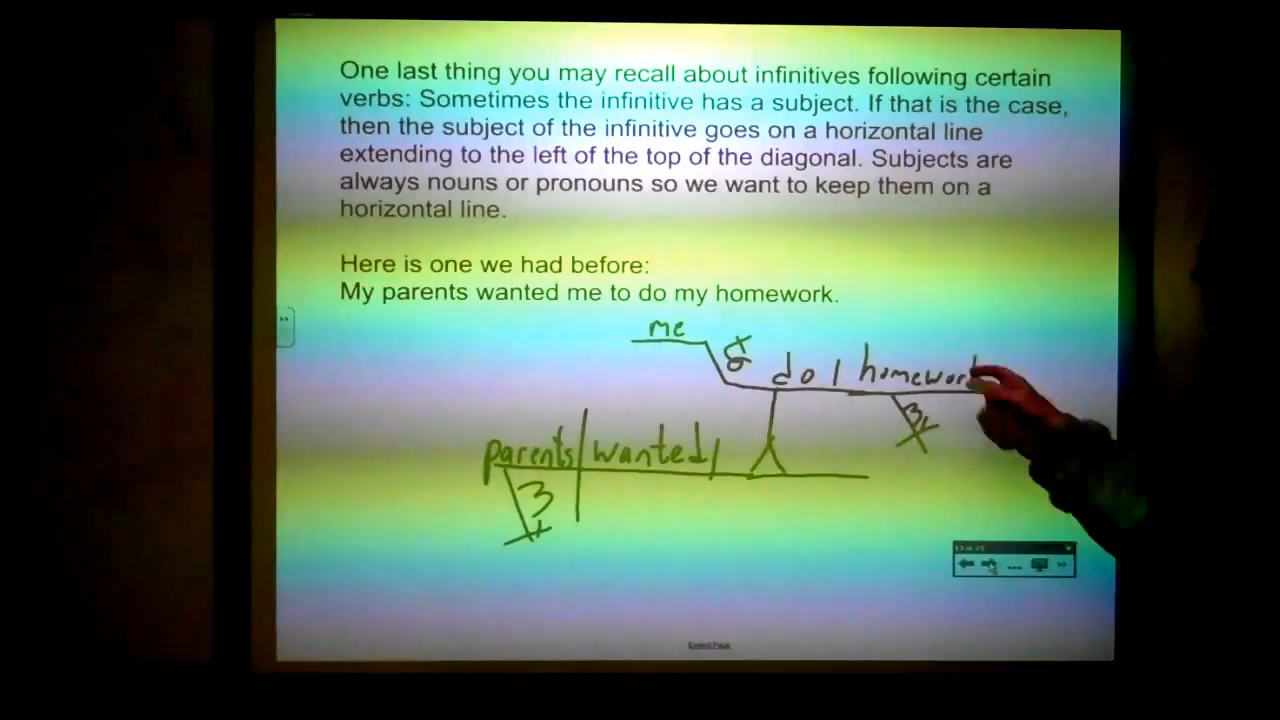 One last thing you may recall about infinitives following certain
verbs: Sometimes the infinitive has a subject. If that is the case,
then the subject of the infinitive goes on a horizontal line
extending to the left of the top of the diagonal. Subjects are
always nouns or pronouns so we want to keep them on a
horizontal line.
Here is one we had before:
My parents wanted me to do my homework.
me
to
do homework
my
parents wanted
my